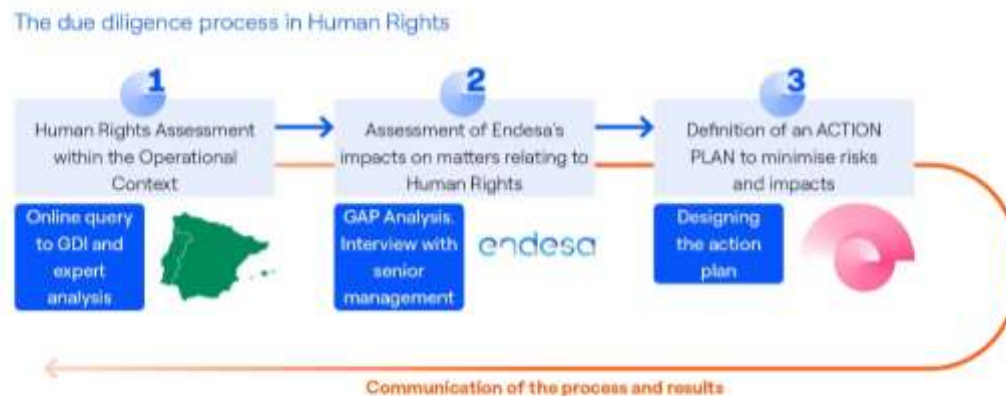 The due diligence process in Human Rights
1
Human Rights Assessment
within the Operational
Context
Online query
to GDI and
expert
analysis
2
Assessment of Endesa's
impacts on matters relating to
Human Rights
GAP Analysis.
Interview with
senior
management
endesa
3
Definition of an ACTION
PLAN to minimise risks
and impacts
Designing
the action
plan
Communication of the process and results